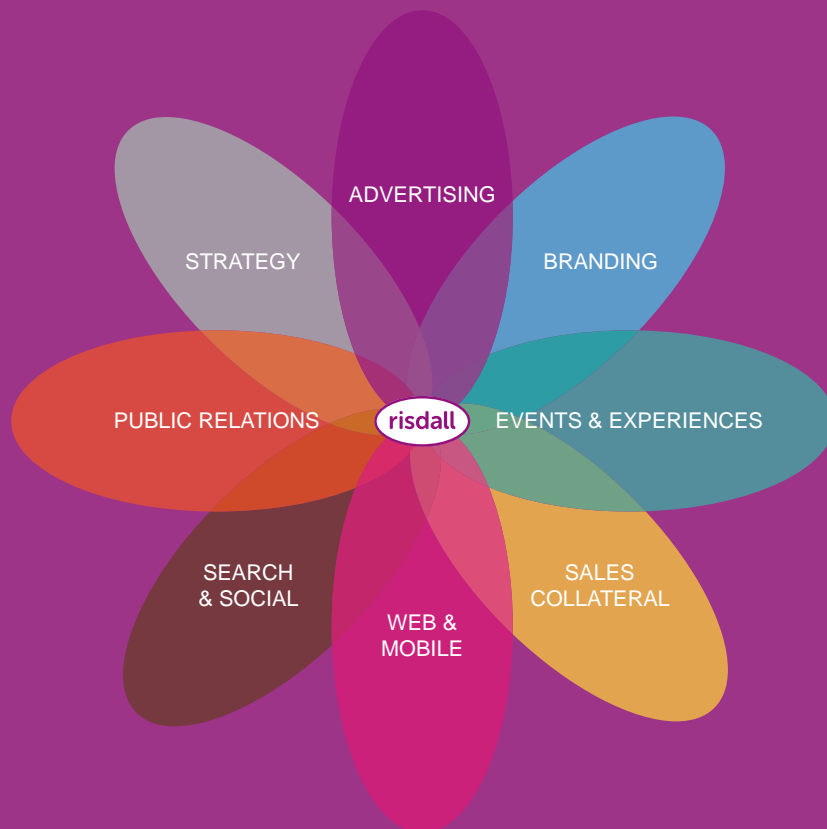 ADVERTISING
STRATEGY
BRANDING
PUBLIC RELATIONS
risdall
EVENTS & EXPERIENCES
SEARCH
& SOCIAL
SALES
COLLATERAL
WEB &
MOBILE